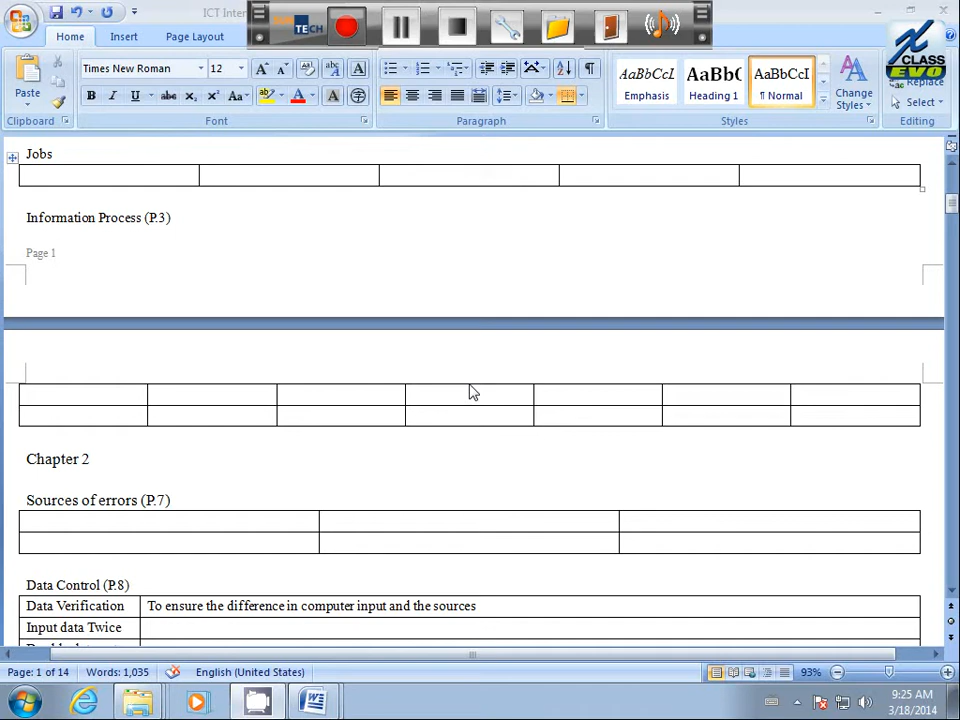 ICT Inter
TECH
CLASS
EVO
Home Insert Page Layout
Times New Roman 12
AaBbCcI AaBb( AaBbCcI
Replace
Paste
Emphasis Heading 1 ¶ Normal
Change
Styles
Select
Clipboard Font Paragraph Styles Editing
Jobs
Information Process (P.3)
Page 1
Chapter 2
Sources of errors (P.7)
Data Control (P.8)
Data Verification To ensure the difference in computer input and the sources
Input data Twice
Page: 1 of 14 Words: 1,035 English (United States) 93%
9:25 AM
3/18/2014